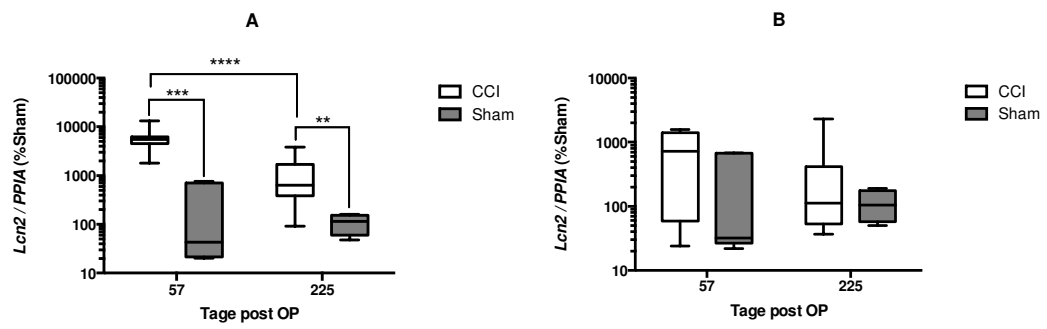 A
Lcn2 / PPIA (%Sham)
100000
10000
1000
100
10
****
***
**
57
225
Tage post OP
CCI
Sham
B
Lcn2 / PPIA (%Sham)
10000
1000
100
10
57
225
Tage post OP
CCI
Sham